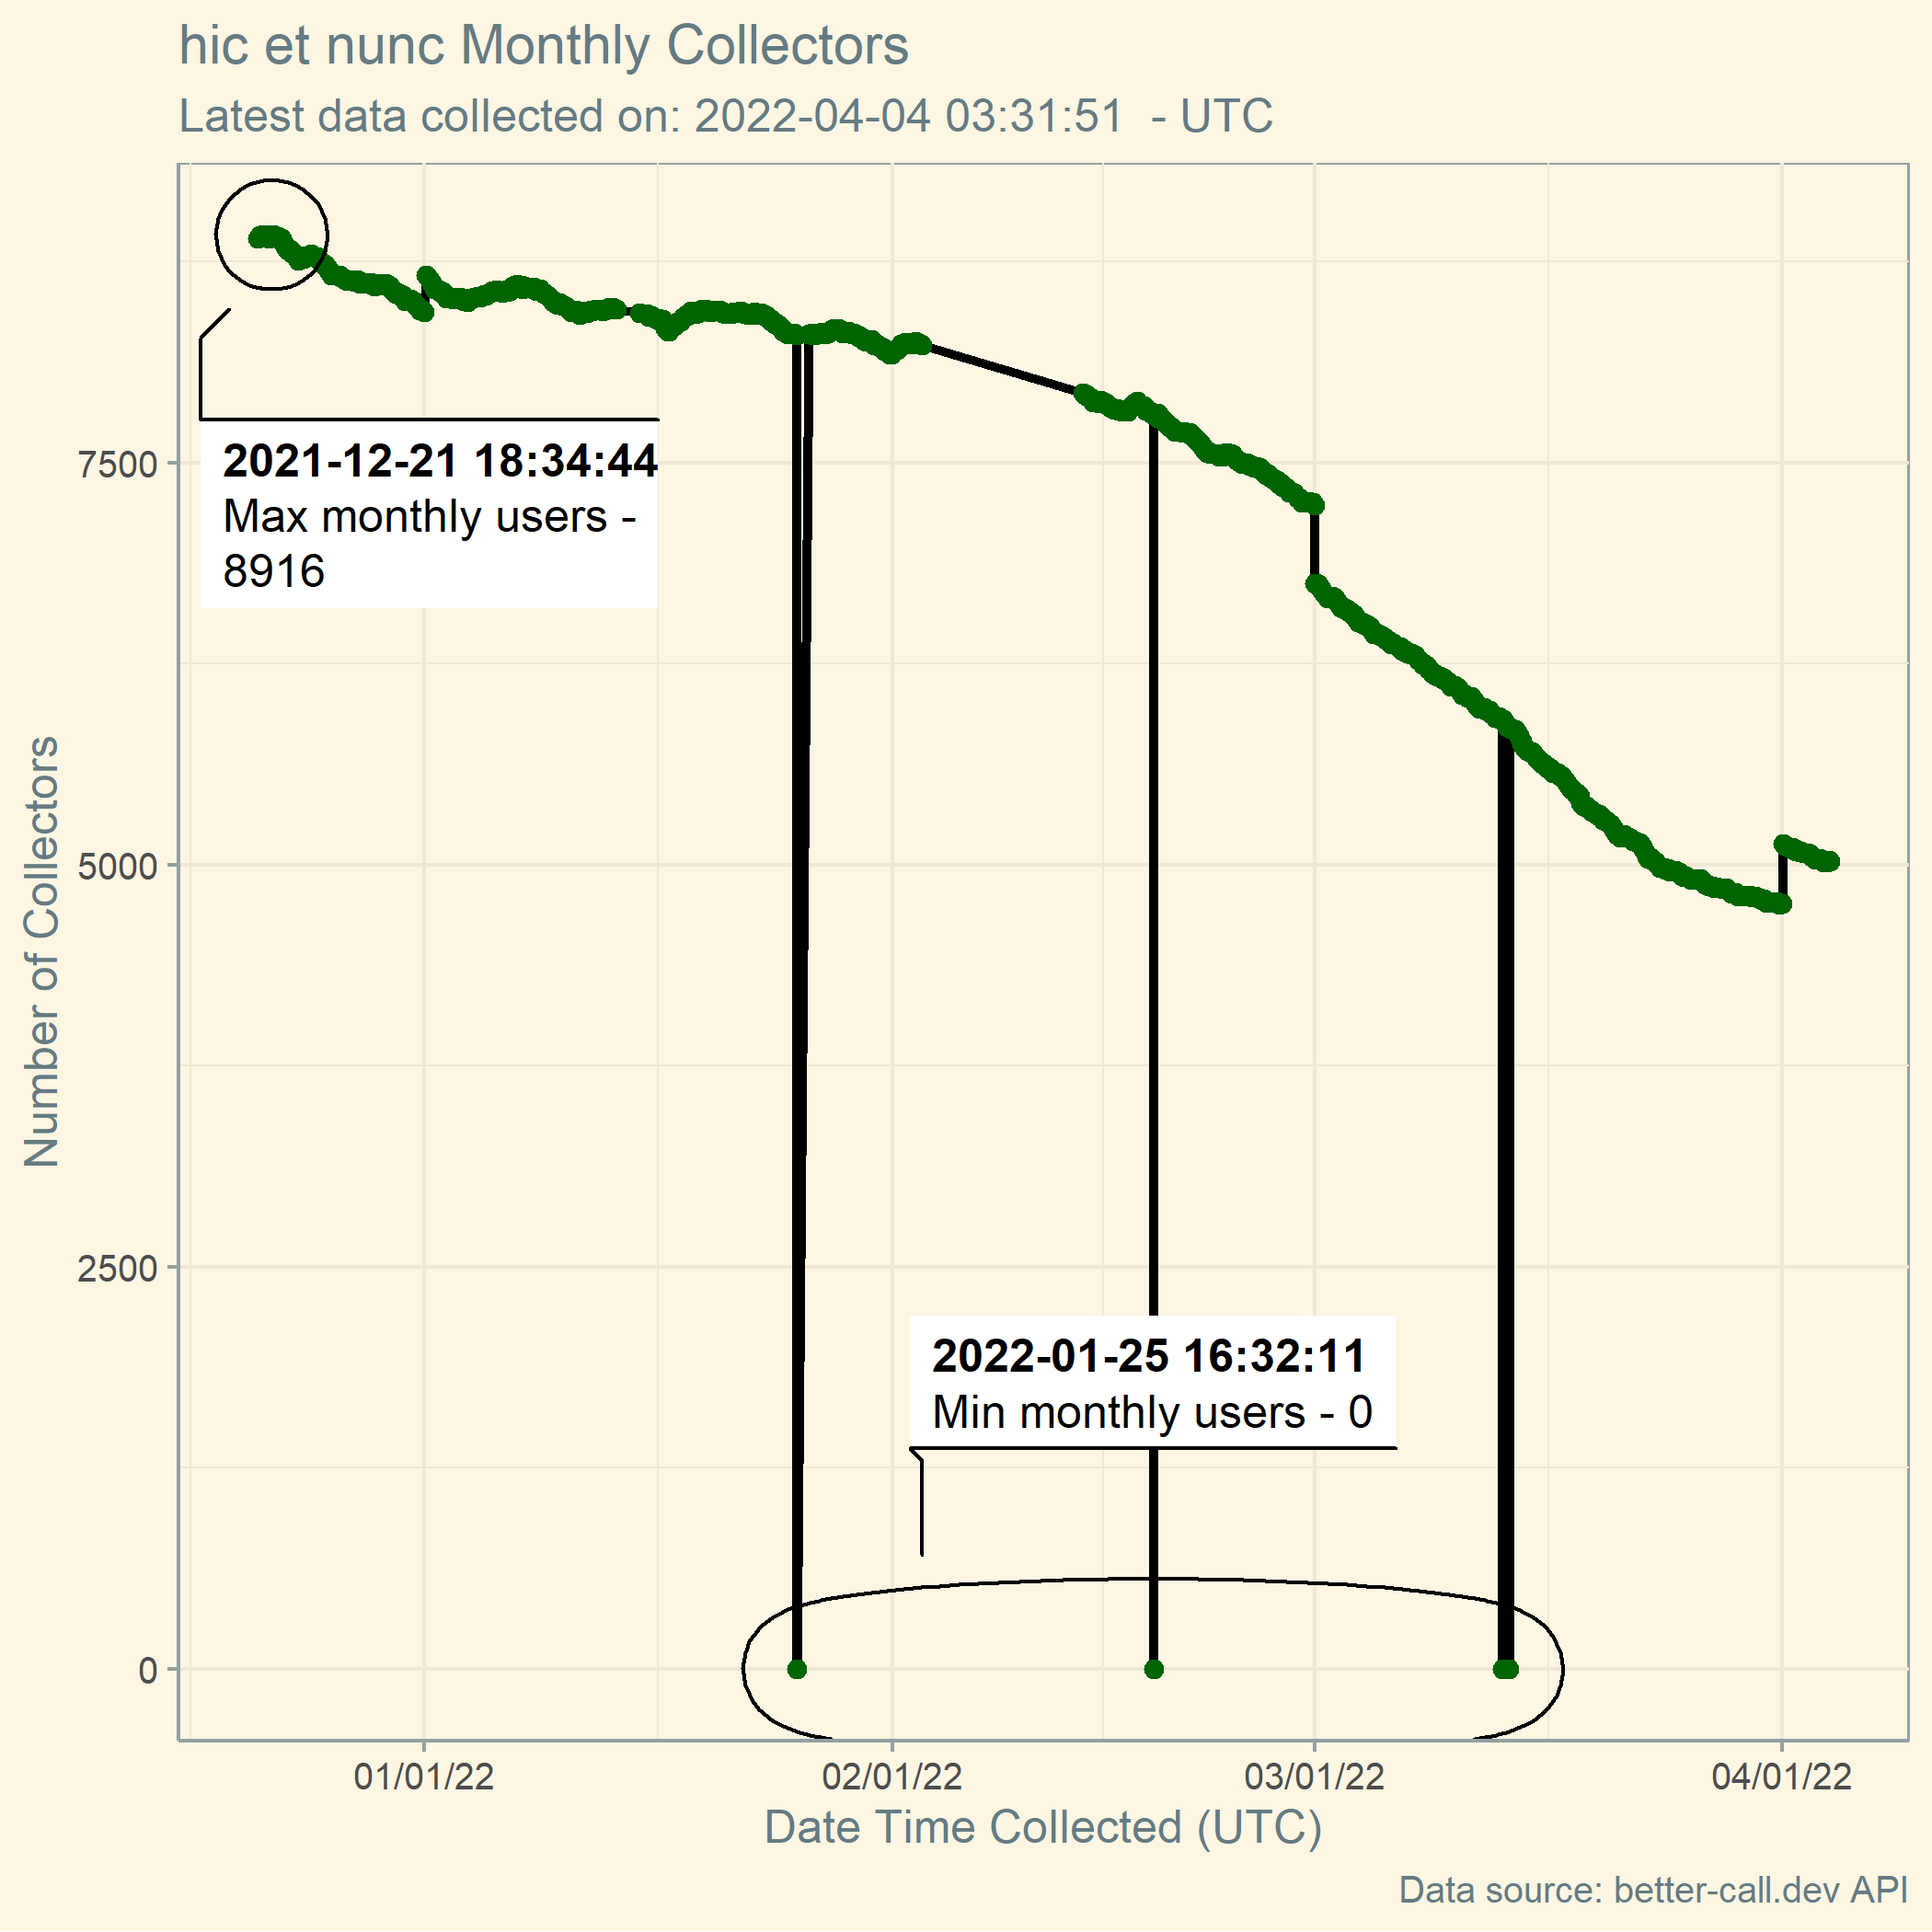 hic et nunc Monthly Collectors
Latest data collected on: 2022-04-04 03:31:51  - UTC
Number of Collectors
7500
5000
2500
0
2021-12-21 18:34:44
Max monthly users -
8916
2022-01-25 16:32:11
Min monthly users - 0
01/01/22
02/01/22
03/01/22
04/01/22
Date Time Collected (UTC)
Data source: better-call.dev API